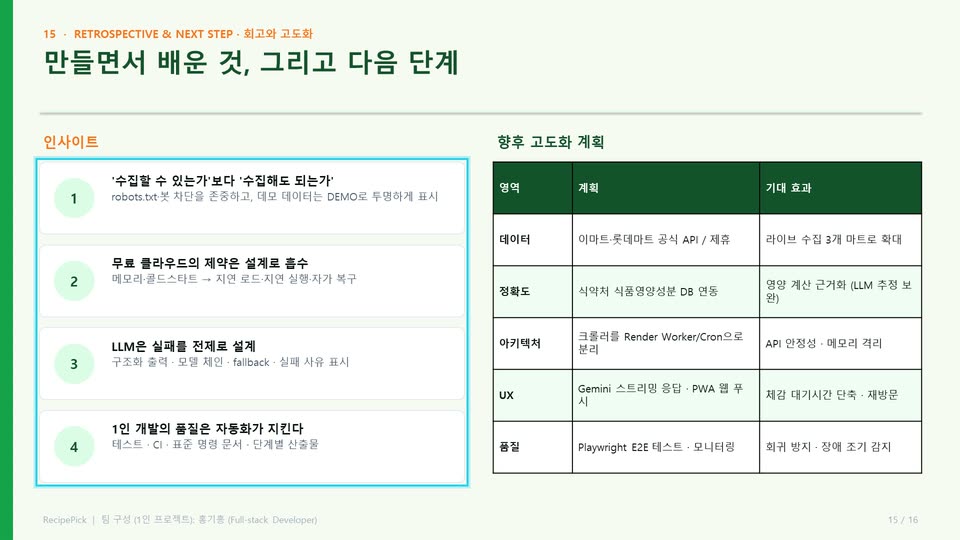 15 · RETROSPECTIVE & NEXT STEP · 회고와 고도화
만들면서 배운 것, 그리고 다음 단계
인사이트
1
'수집할 수 있는가'보다 '수집해도 되는가'
robots.txt·봇 차단을 존중하고, 데모 데이터는 DEMO로 투명하게 표시
2
무료 클라우드의 제약은 설계로 흡수
메모리·콜드스타트 → 지연 로드·지연 실행·자가 복구
3
LLM은 실패를 전제로 설계
구조화 출력 · 모델 체인 · fallback · 실패 사유 표시
4
1인 개발의 품질은 자동화가 지킨다
테스트 · CI · 표준 명령 문서 · 단계별 산출물
향후 고도화 계획
영역 계획 기대 효과
데이터 이마트·롯데마트 공식 API / 제휴 라이브 수집 3개 마트로 확대
정확도 식약처 식품영양성분 DB 연동 영양 계산 근거화 (LLM 추정 보
완)
아키텍처 크롤러를 Render Worker/Cron으로
분리 API 안정성 · 메모리 격리
UX Gemini 스트리밍 응답 · PWA 웹 푸
시 체감 대기시간 단축 · 재방문
품질 Playwright E2E 테스트 · 모니터링 회귀 방지 · 장애 조기 감지
RecipePick | 팀 구성 (1인 프로젝트): 홍기홍 (Full-stack Developer)
15 / 16